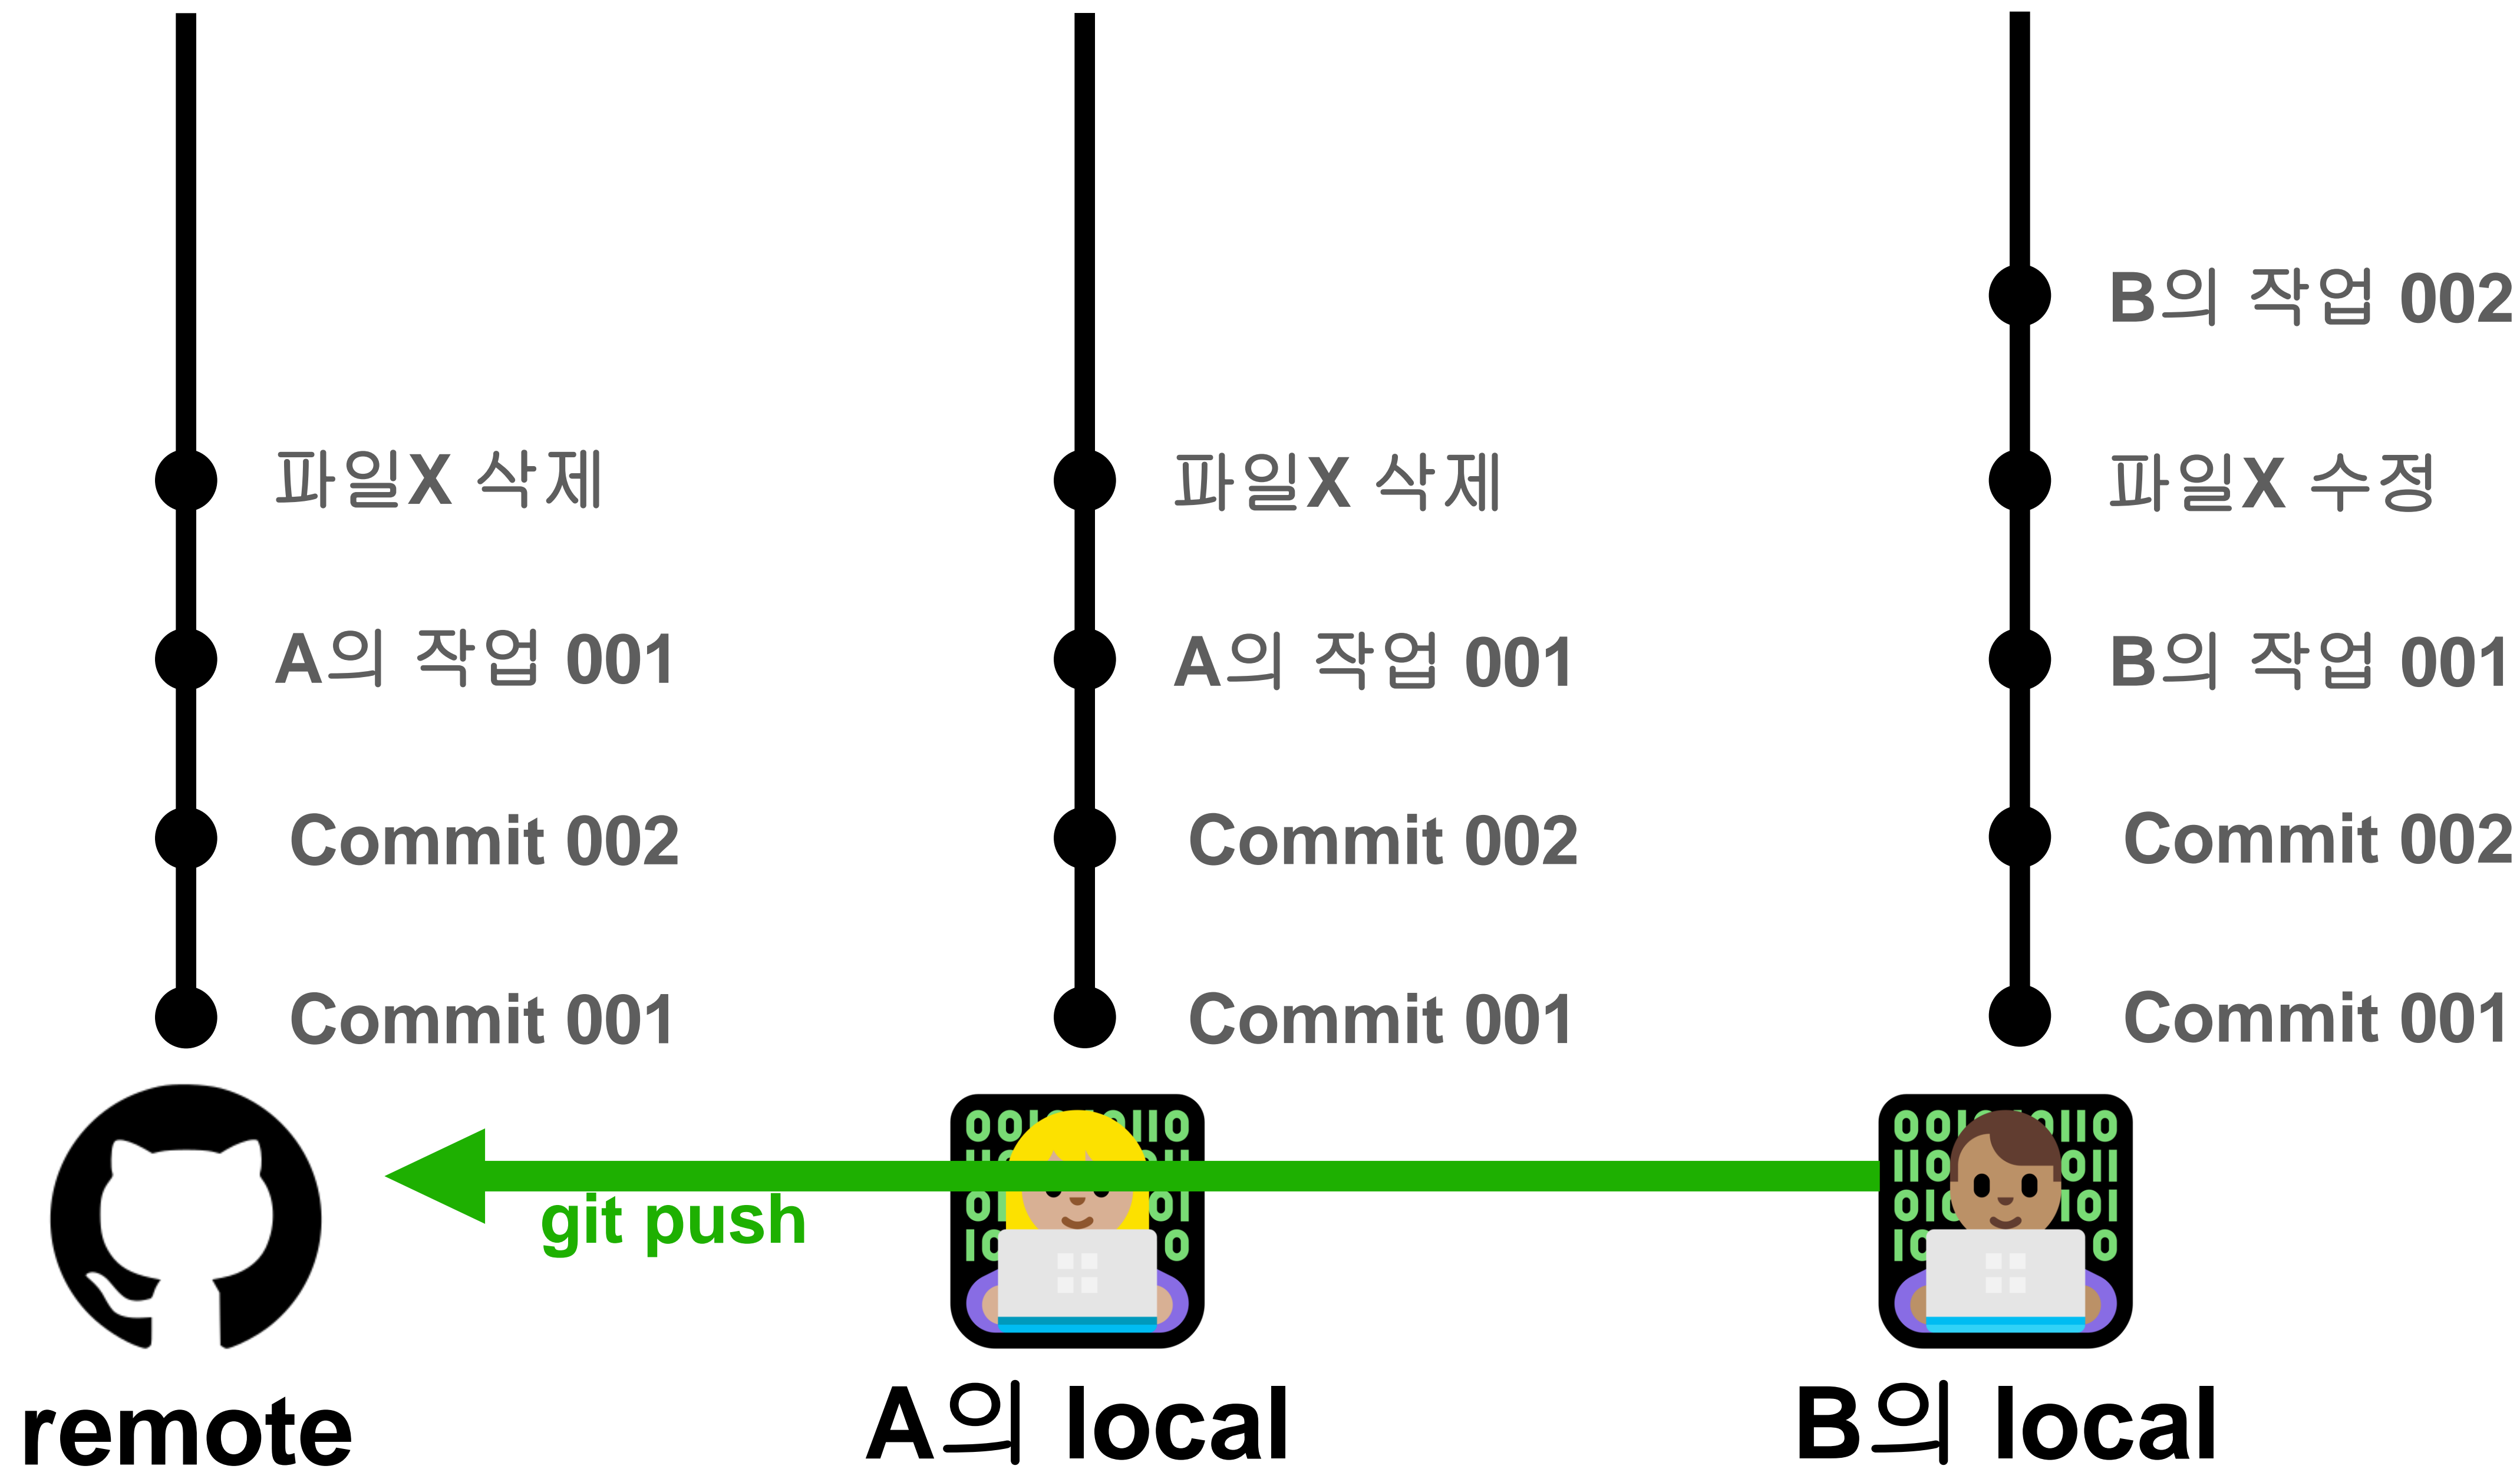 B의 작업 002
파일X 삭제
파일X 삭제
파일X 수정
A의 작업 001
A의 작업 001
B의 작업 001
Commit 002
Commit 002
Commit 002
Commit 001
Commit 001
Commit 001
git push
remote
A의 local
B의 local